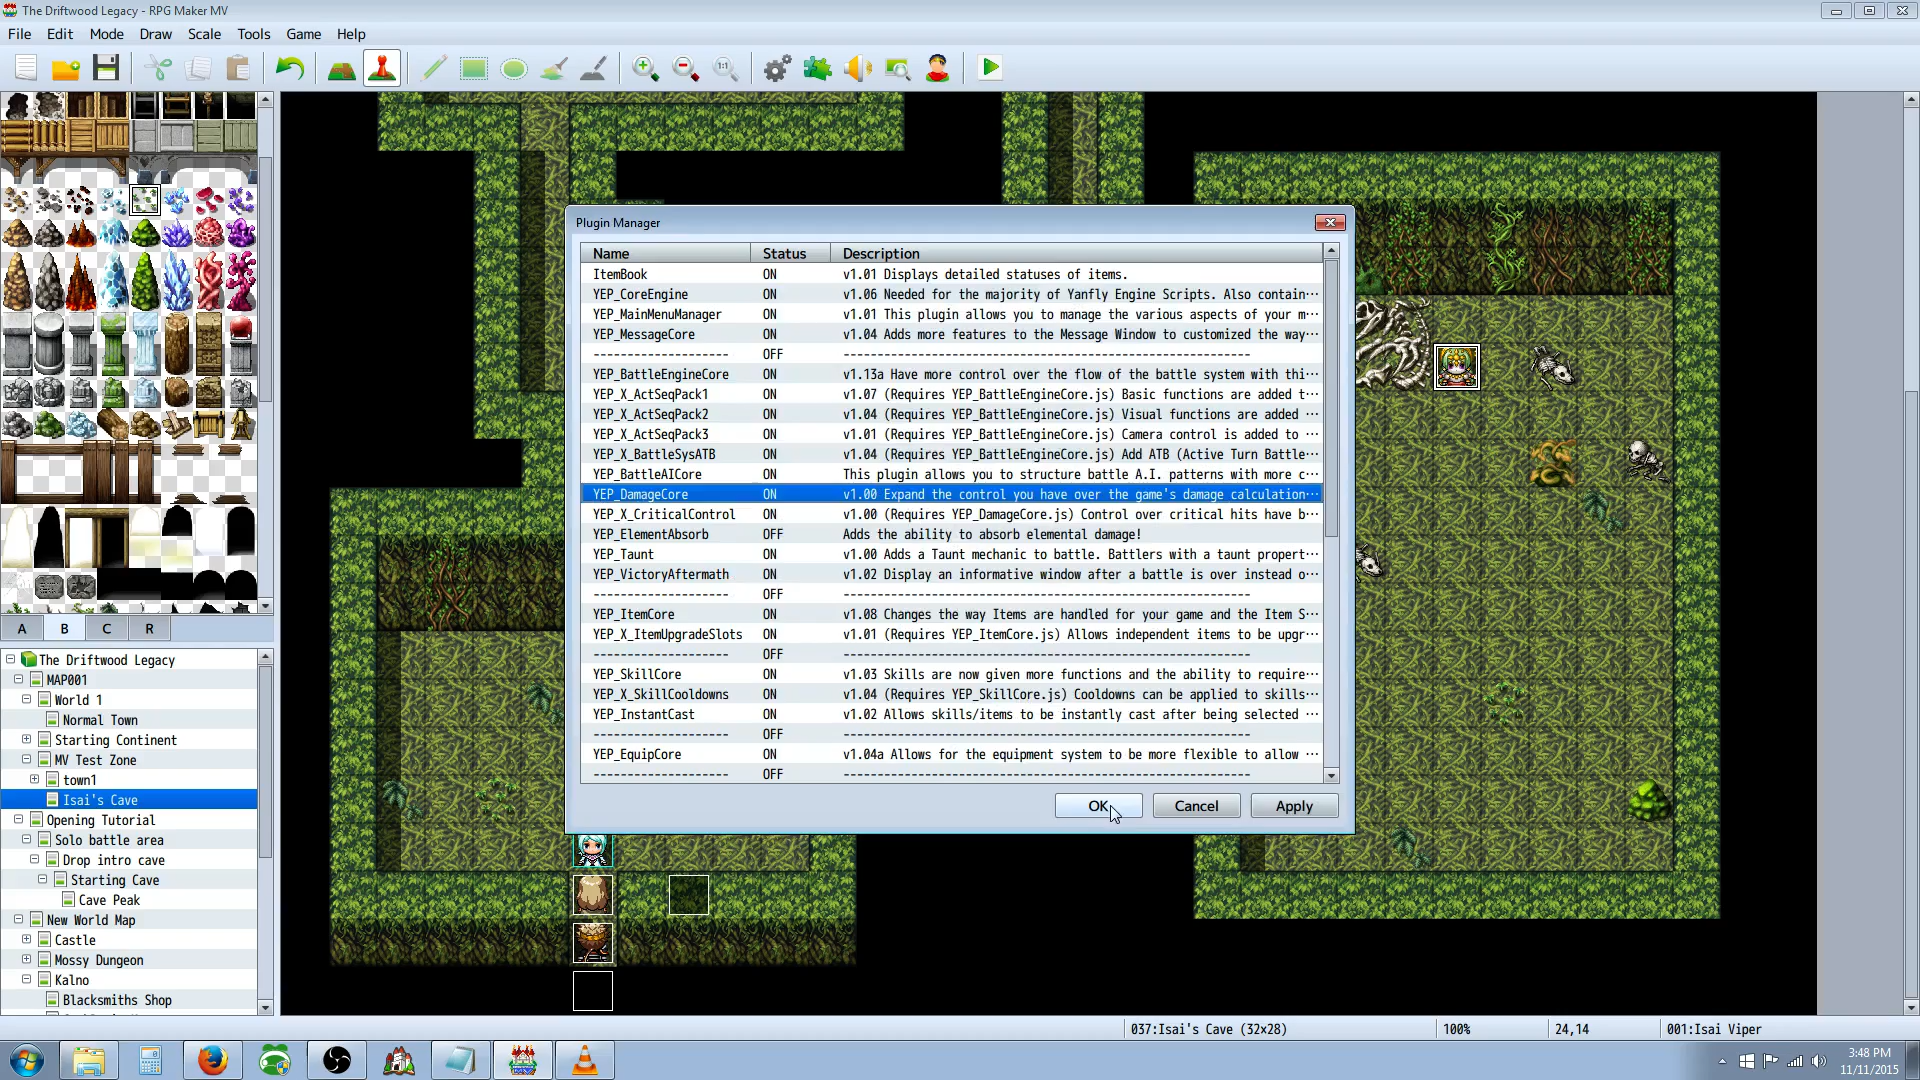 The Driftwood Legacy - RPG Maker MV
File Edit Mode Draw Scale Tools Game Help
1:1
Plugin Manager
Name Status Description
ItemBook ON v1.01 Displays detailed statuses of items.
YEP_CoreEngine ON v1.06 Needed for the majority of Yanfly Engine Scripts. Also contain···
YEP_MainMenuManager ON v1.01 This plugin allows you to manage the various aspects of your m···
YEP_MessageCore ON v1.04 Adds more features to the Message Window to customized the way···
-------------------- OFF ------------------------------------------------------------
YEP_BattleEngineCore ON v1.13a Have more control over the flow of the battle system with thi···
YEP_X_ActSeqPack1 ON v1.07 (Requires YEP_BattleEngineCore.js) Basic functions are added t···
YEP_X_ActSeqPack2 ON v1.04 (Requires YEP_BattleEngineCore.js) Visual functions are added ···
YEP_X_ActSeqPack3 ON v1.01 (Requires YEP_BattleEngineCore.js) Camera control is added to ···
YEP_X_BattleSysATB ON v1.04 (Requires YEP_BattleEngineCore.js) Add ATB (Active Turn Battle···
YEP_BattleAICore ON This plugin allows you to structure battle A.I. patterns with more c···
YEP_DamageCore ON v1.00 Expand the control you have over the game's damage calculation···
YEP_X_CriticalControl ON v1.00 (Requires YEP_DamageCore.js) Control over critical hits have b···
YEP_ElementAbsorb OFF Adds the ability to absorb elemental damage!
YEP_Taunt ON v1.00 Adds a Taunt mechanic to battle. Battlers with a taunt propert···
YEP_VictoryAftermath ON v1.02 Display an informative window after a battle is over instead o···
-------------------- OFF ------------------------------------------------------------
YEP_ItemCore ON v1.08 Changes the way Items are handled for your game and the Item S···
YEP_X_ItemUpgradeSlots ON v1.01 (Requires YEP_ItemCore.js) Allows independent items to be upgr···
-------------------- OFF ------------------------------------------------------------
YEP_SkillCore ON v1.03 Skills are now given more functions and the ability to require···
YEP_X_SkillCooldowns ON v1.04 (Requires YEP_SkillCore.js) Cooldowns can be applied to skills···
YEP_InstantCast ON v1.02 Allows skills/items to be instantly cast after being selected ···
-------------------- OFF ------------------------------------------------------------
YEP_EquipCore ON v1.04a Allows for the equipment system to be more flexible to allow ···
-------------------- OFF ------------------------------------------------------------
OK Cancel Apply
A B C R
The Driftwood Legacy
MAP001
World 1
Normal Town
Starting Continent
MV Test Zone
town1
Isai's Cave
Opening Tutorial
Solo battle area
Drop intro cave
Starting Cave
Cave Peak
New World Map
Castle
Mossy Dungeon
Kalno
Blacksmiths Shop
037:Isai's Cave (32x28) 100% 24,14 001:Isai Viper
3:48 PM
11/11/2015